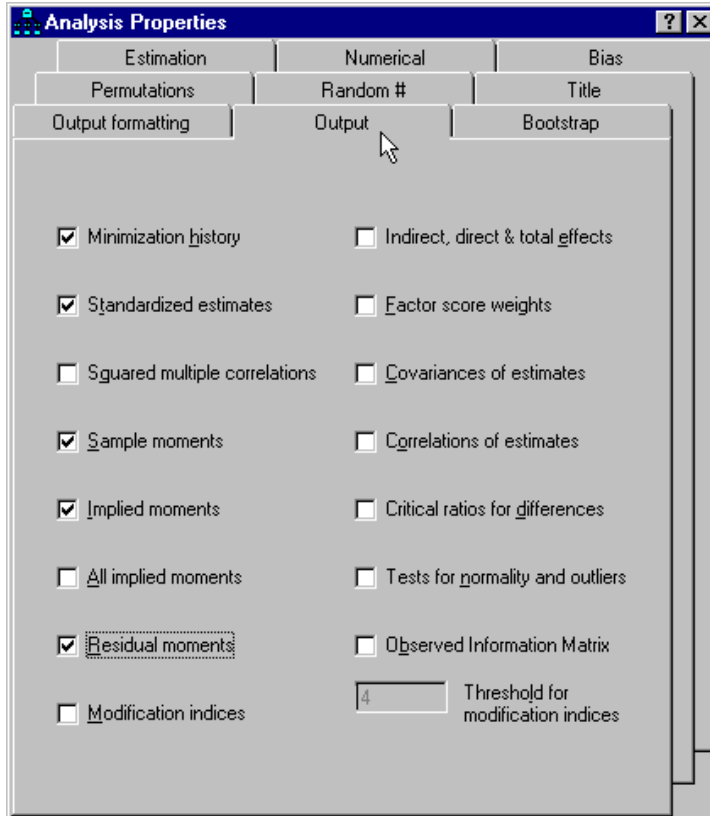 Analysis Properties
Estimation
Numerical
Bias
Permutations
Random #
Title
Output formatting
Output
Bootstrap
Minimization history
Indirect, direct & total effects
Standardized estimates
Factor score weights
Squared multiple correlations
Covariances of estimates
Sample moments
Correlations of estimates
Implied moments
Critical ratios for differences
All implied moments
Tests for normality and outliers
Residual moments
Observed Information Matrix
Modification indices
4
Threshold for
modification indices